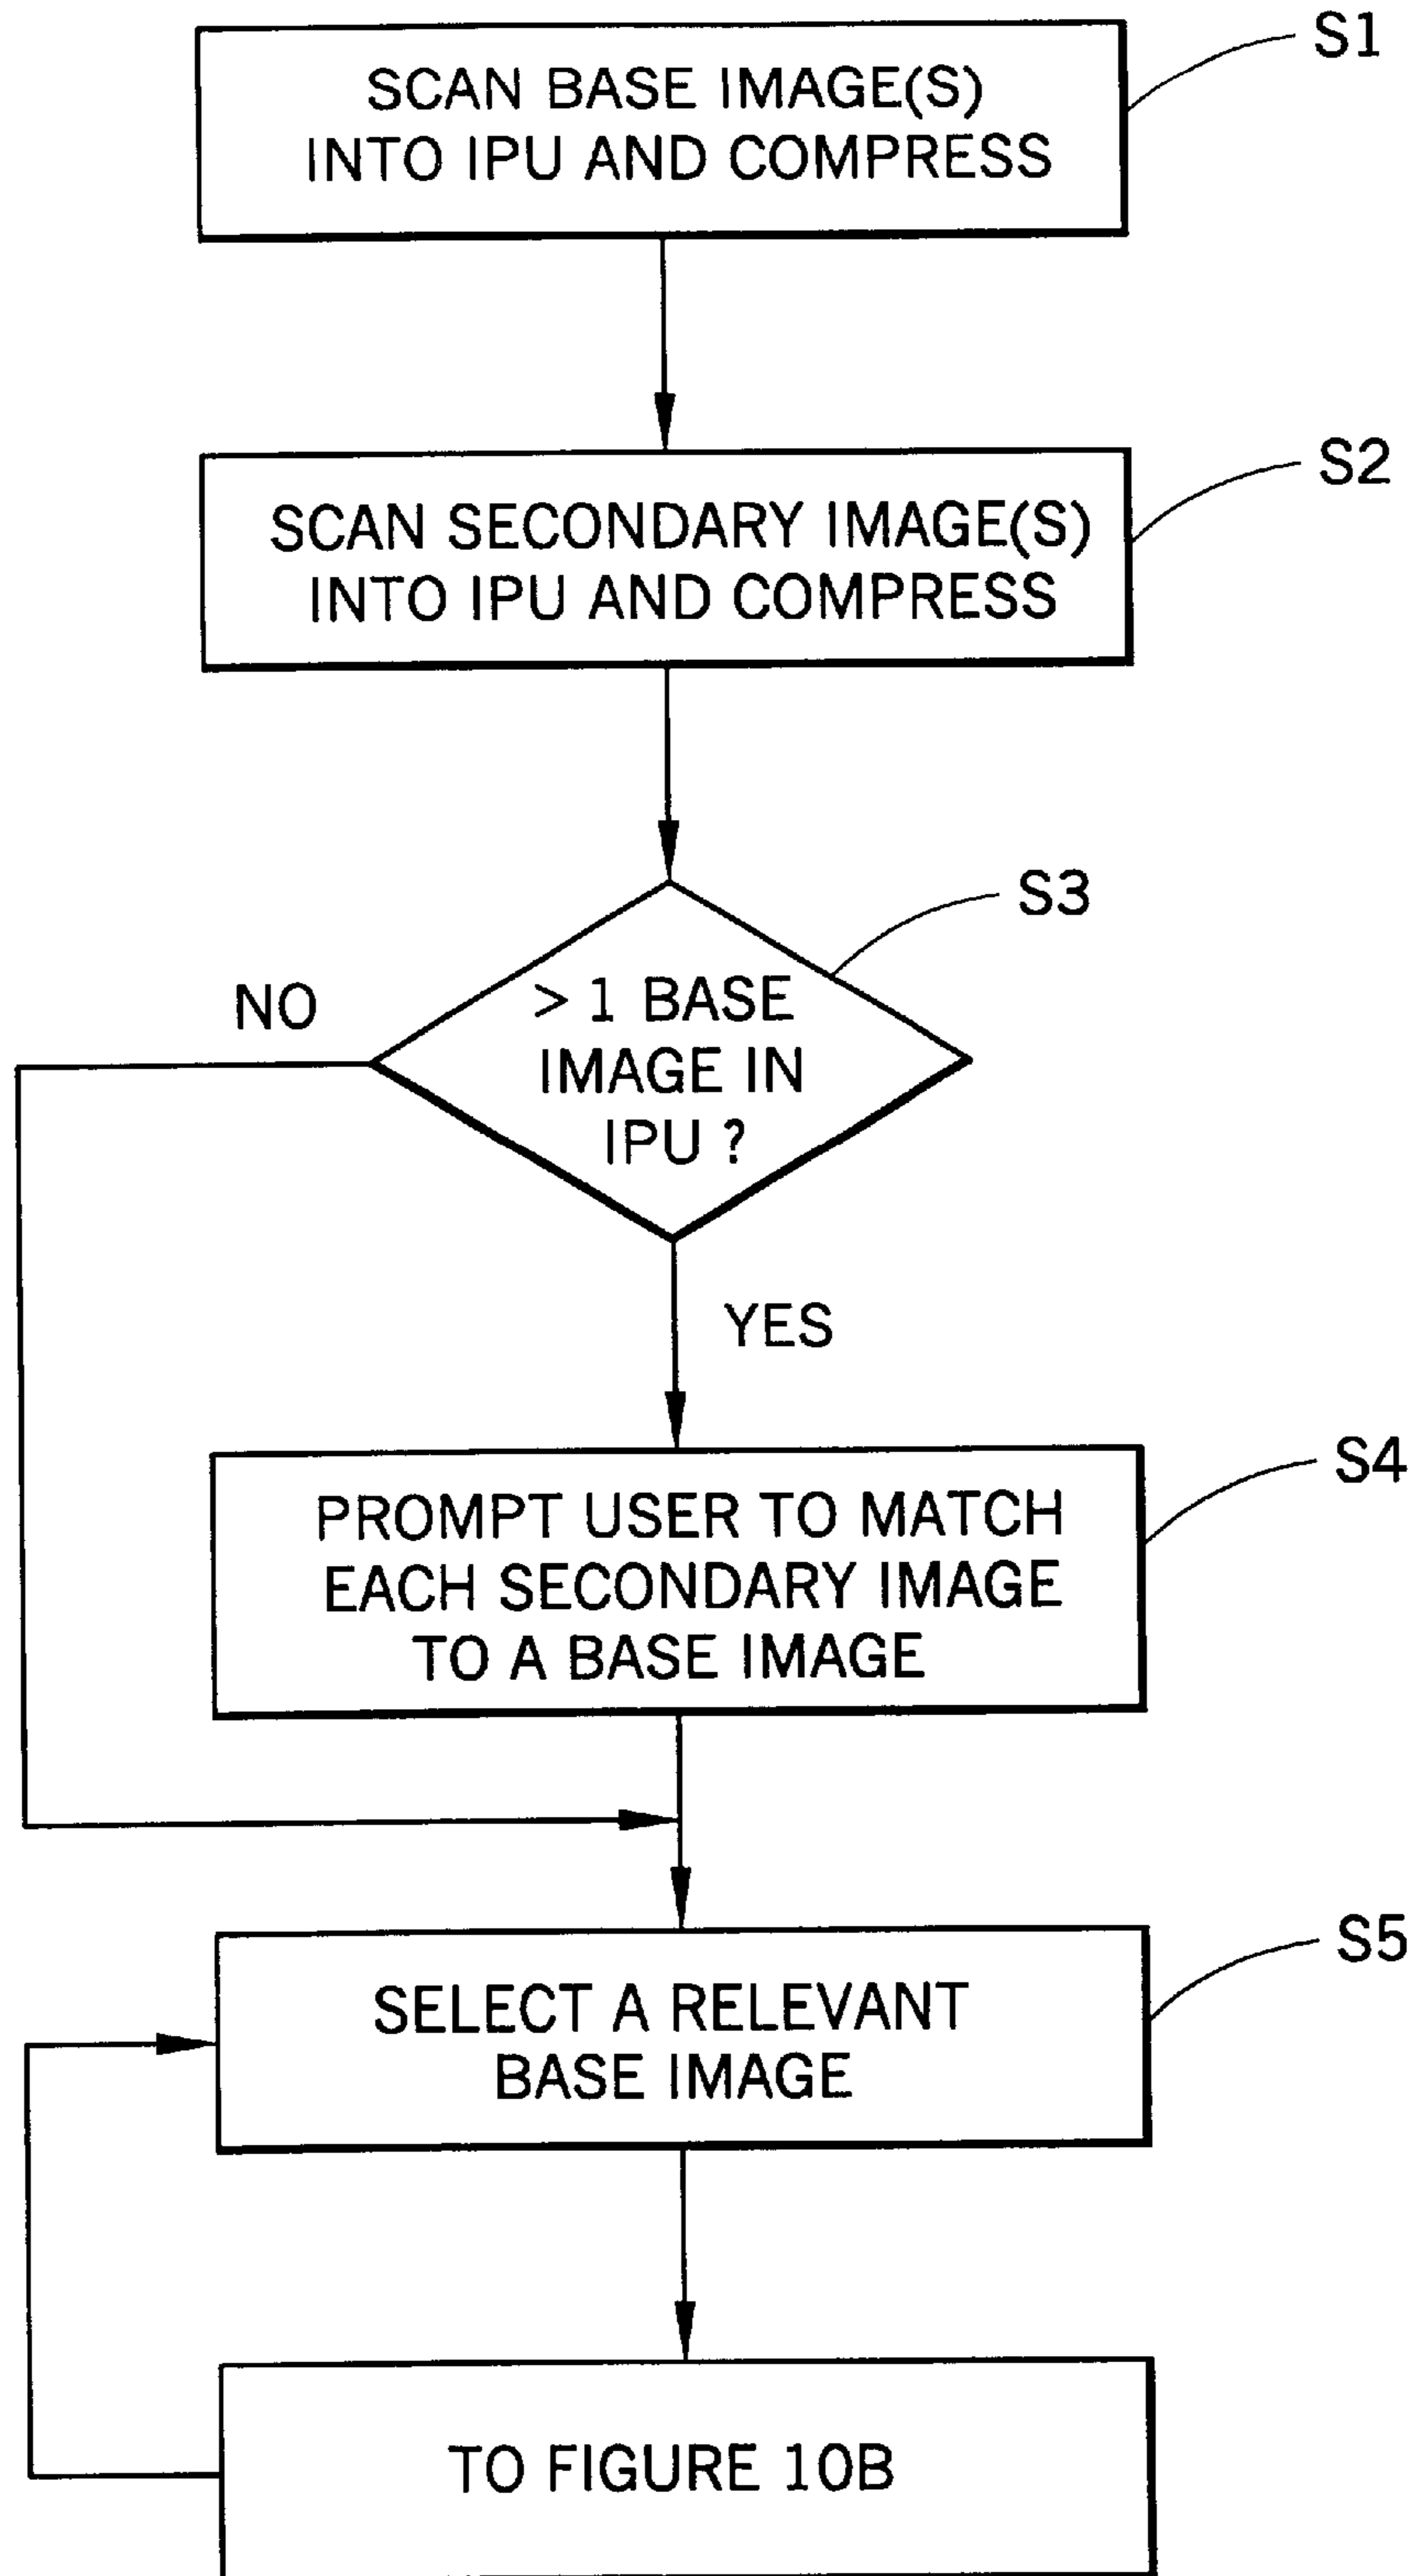 S1
SCAN BASE IMAGE(S)
INTO IPU AND COMPRESS
S2
SCAN SECONDARY IMAGE(S)
INTO IPU AND COMPRESS
S3
NO
> 1 BASE
IMAGE IN
IPU ?
YES
S4
PROMPT USER TO MATCH
EACH SECONDARY IMAGE
TO A BASE IMAGE
S5
SELECT A RELEVANT
BASE IMAGE
TO FIGURE 10B